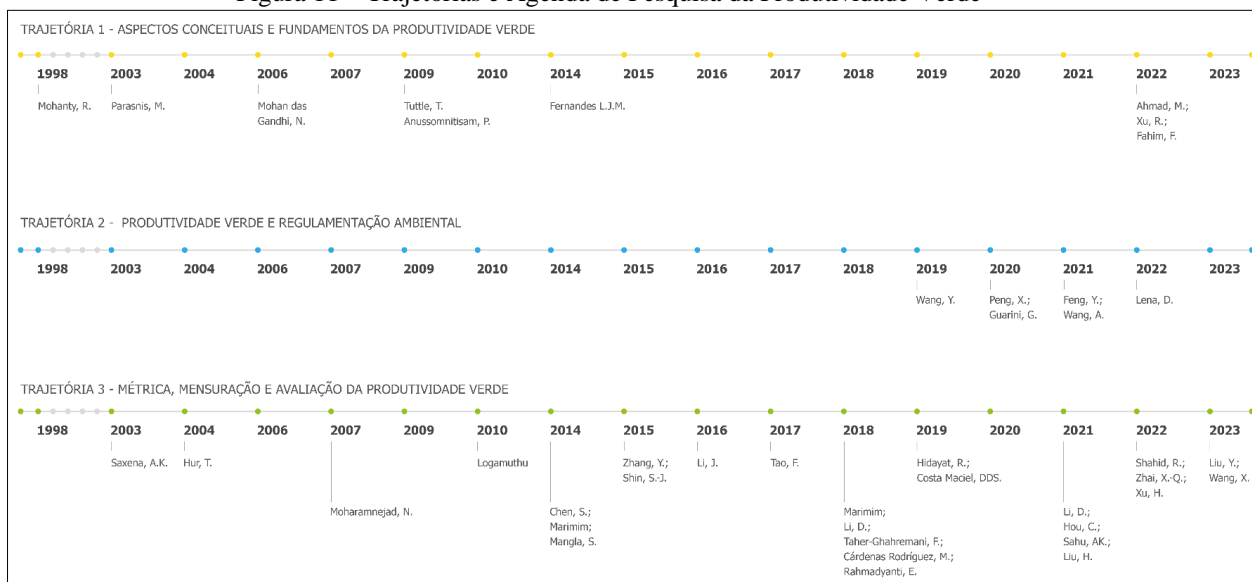 Figura 11 – Trajetórias e Agenda de Pesquisa da Produtividade Verde
TRAJETÓRIA 1 - ASPECTOS CONCEITUAIS E FUNDAMENTOS DA PRODUTIVIDADE VERDE
1998 2003 2004 2006 2007 2009 2010 2014 2015 2016 2017 2018 2019 2020 2021 2022 2023
Mohanty, R. Parasnis, M. Mohan das Tuttle, T. Fernandes L.J.M. Ahmad, M.;
Gandhi, N. Anussomnitisam, P. Xu, R.;
Fahim, F.
TRAJETÓRIA 2 - PRODUTIVIDADE VERDE E REGULAMENTAÇÃO AMBIENTAL
1998 2003 2004 2006 2007 2009 2010 2014 2015 2016 2017 2018 2019 2020 2021 2022 2023
Wang, Y. Peng, X.; Feng, Y.; Lena, D.
Guarini, G. Wang, A.
TRAJETÓRIA 3 - MÉTRICA, MENSURAÇÃO E AVALIAÇÃO DA PRODUTIVIDADE VERDE
1998 2003 2004 2006 2007 2009 2010 2014 2015 2016 2017 2018 2019 2020 2021 2022 2023
Saxena, A.K. Hur, T. Logamuthu Zhang, Y.; Li, J. Tao, F. Hidayat, R.; Shahid, R.; Liu, Y.;
Shin, S.-J. Costa Maciel, DDS. Zhai, X.-Q.; Wang, X.
Xu, H.
Moharamnejad, N. Chen, S.; Marimim; Li, D.;
Marimim; Li, D.; Hou, C.;
Mangla, S. Taher-Ghahremani, F.; Sahu, AK.;
Cárdenas Rodríguez, M.; Liu, H.
Rahmadyanti, E.